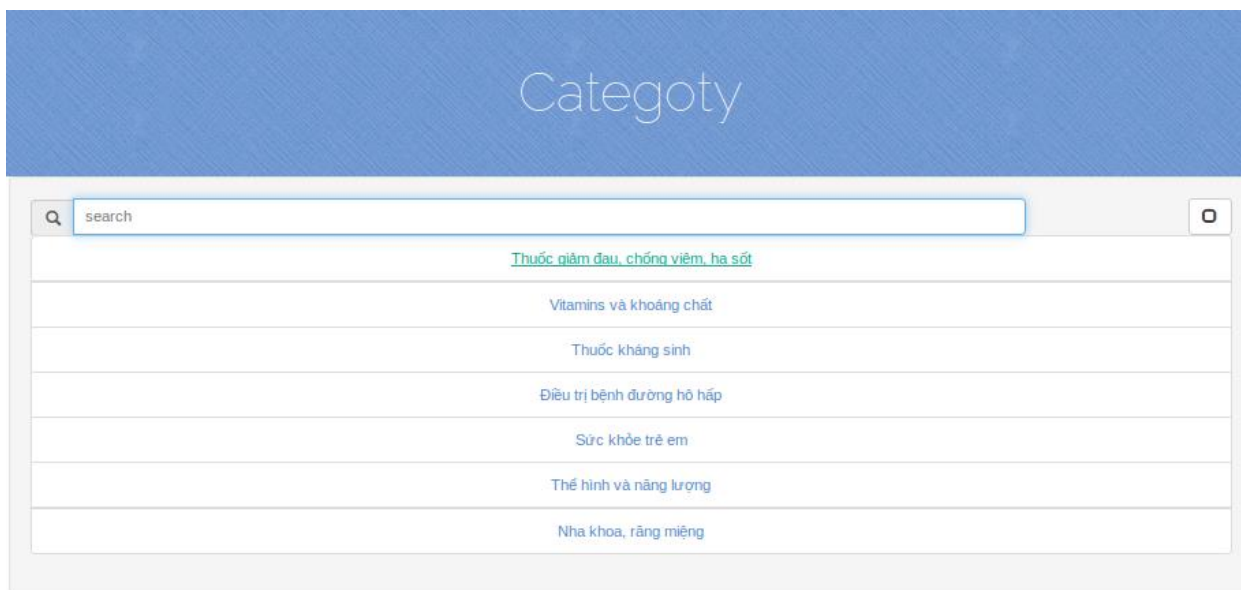 Categoty
search
Thuốc giảm đau, chống viêm, hạ sốt
Vitamins và khoáng chất
Thuốc kháng sinh
Điều trị bệnh đường hô hấp
Sức khỏe trẻ em
Thể hình và năng lượng
Nha khoa, răng miệng